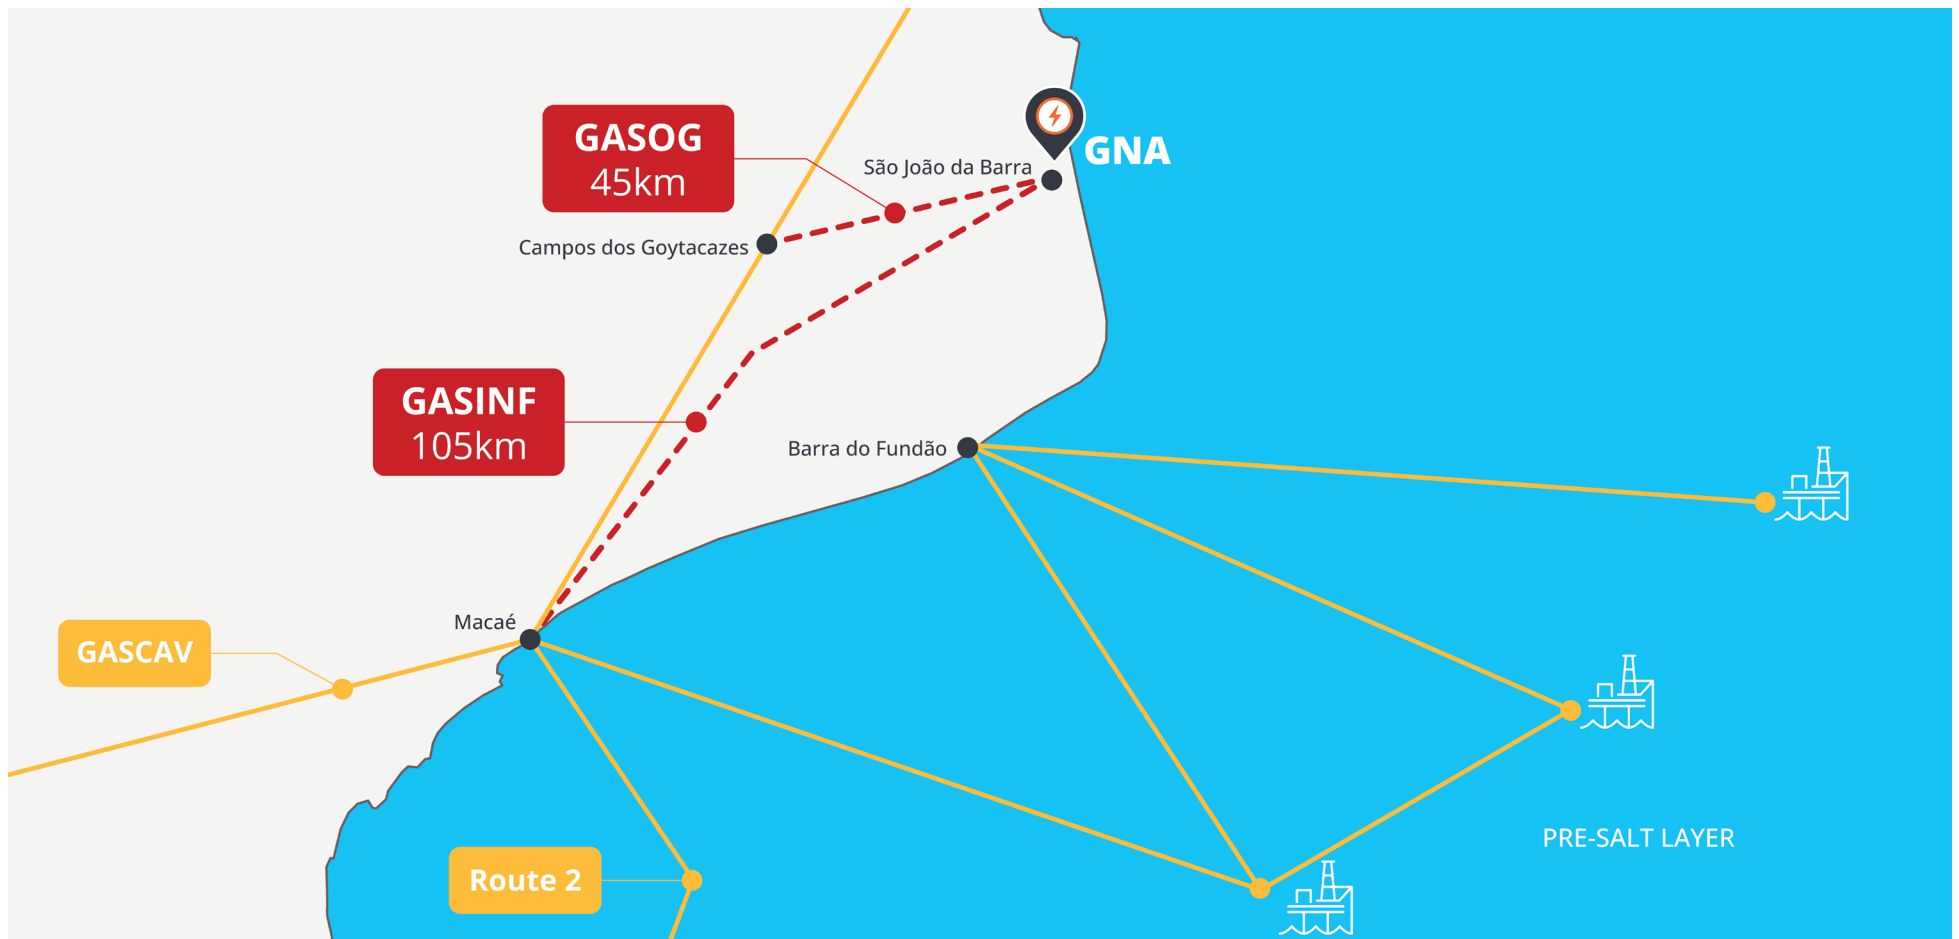 GASOG
45km
São João da Barra
GNA
Campos dos Goytacazes
GASINF
105km
Barra do Fundão
Macaé
GASCAV
Route 2
PRE-SALT LAYER